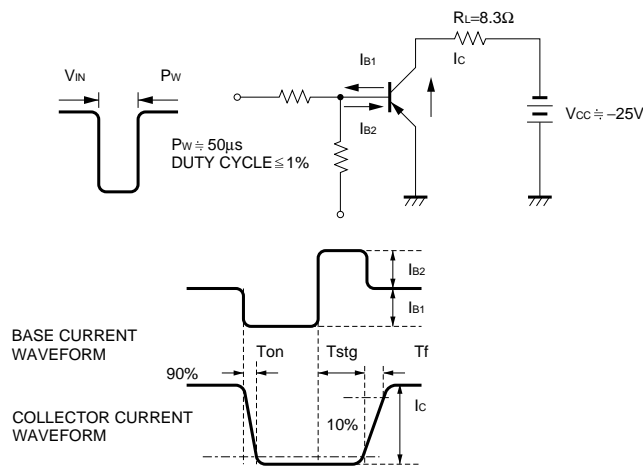 RL=8.3Ω
IB1
IC
VIN
PW
IB2
VCC≒−25V
PW≒50μs
DUTY CYCLE≦1%
IB2
IB1
BASE CURRENT
WAVEFORM
Ton
Tstg
Tf
90%
COLLECTOR CURRENT
WAVEFORM
10%
IC